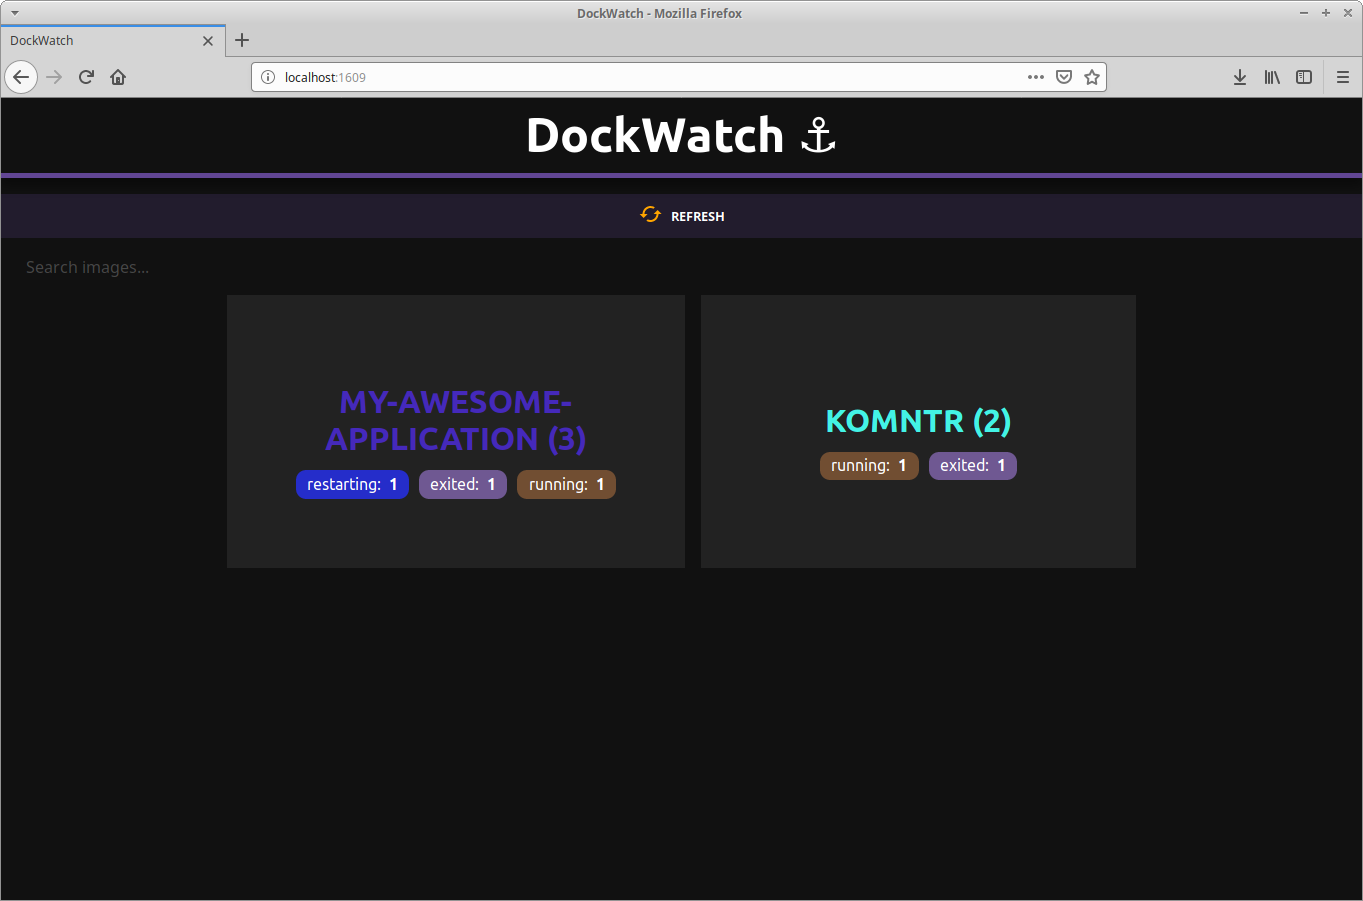 DockWatch - Mozilla Firefox
DockWatch
localhost:1609
DockWatch ⚓
REFRESH
Search images...
MY-AWESOME-
APPLICATION (3)
restarting: 1 exited: 1 running: 1
KOMNTR (2)
running: 1 exited: 1